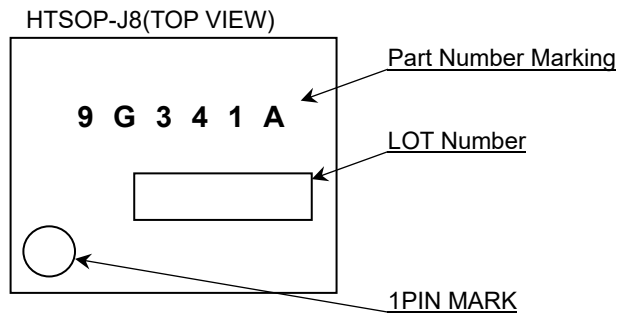 HTSOP-J8(TOP VIEW)
Part Number Marking
9 G 3 4 1 A
LOT Number
1PIN MARK